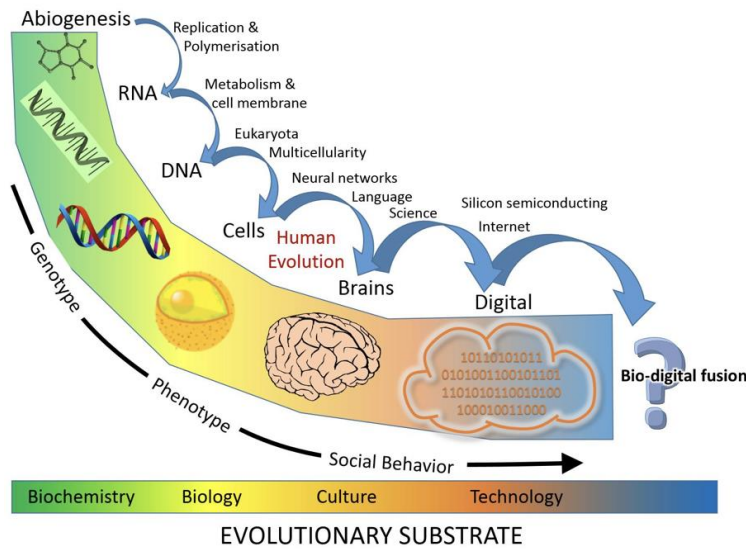 Abiogenesis
Replication &
Polymerisation
RNA
Metabolism &
cell membrane
DNA
Eukaryota
Multicellularity
Cells
Neural networks
Language
Science
Human
Evolution
Brains
Silicon semiconducting
Internet
Digital
?
Bio-digital fusion
10110101011
0101001100101101
1101010110010100
100010011000
Genotype
Phenotype
Social Behavior
Biochemistry
Biology
Culture
Technology
EVOLUTIONARY SUBSTRATE